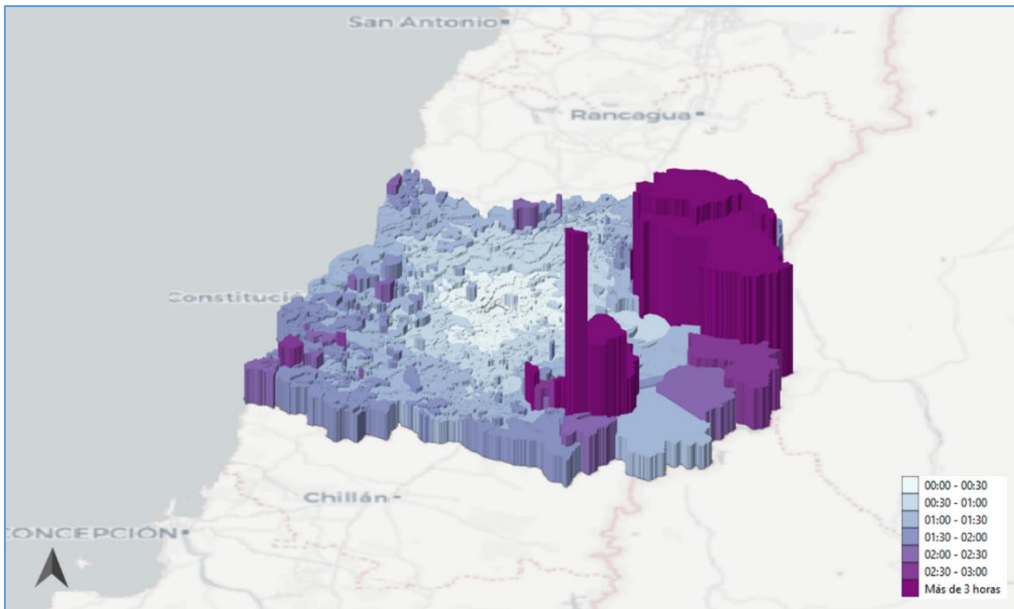 San Antonio
Rancagua
Constitució
Chillán
CONCEPCIÓN
00:00 - 00:30
00:30 - 01:00
01:00 - 01:30
01:30 - 02:00
02:00 - 02:30
02:30 - 03:00
Más de 3 horas